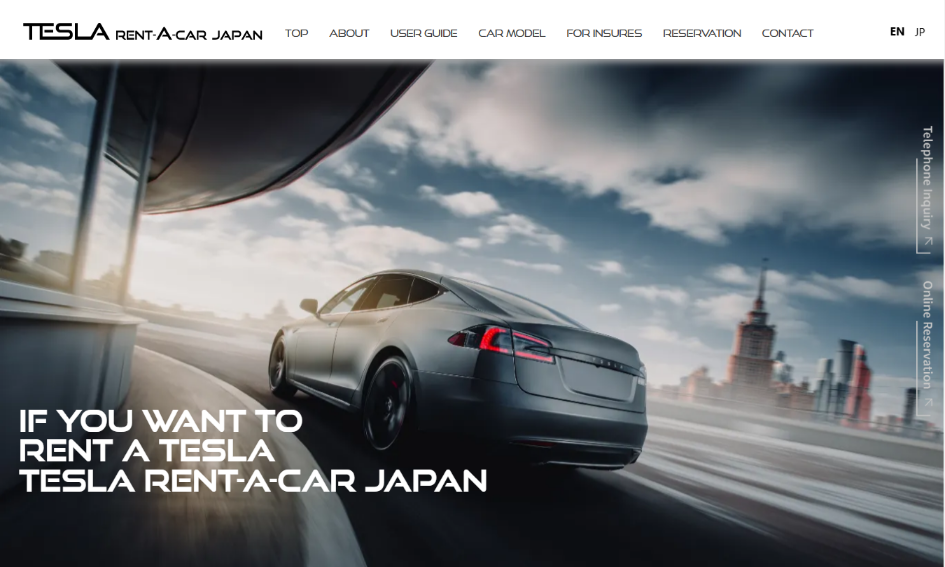 TESLA RENT-A-CAR JAPAN
TOP ABOUT USER GUIDE CAR MODEL FOR INSURES RESERVATION CONTACT
EN JP
Telephone Inquiry
Online Reservation
TESLA
IF YOU WANT TO
RENT A TESLA
TESLA RENT-A-CAR JAPAN